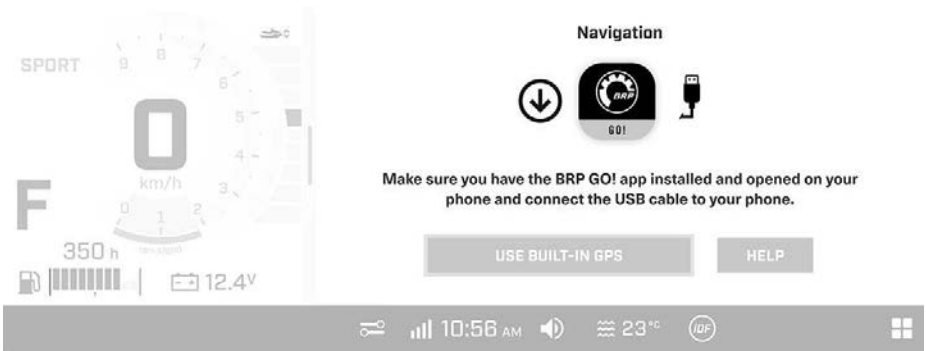 Navigation
SPORT
9 8 7
6
5
4
3
0 1 2
0
km/h
F
350 h
12.4V
BRP
GO!
Make sure you have the BRP GO! app installed and opened on your
phone and connect the USB cable to your phone.
USE BUILT-IN GPS
HELP
10:56 AM
23°C
iDF